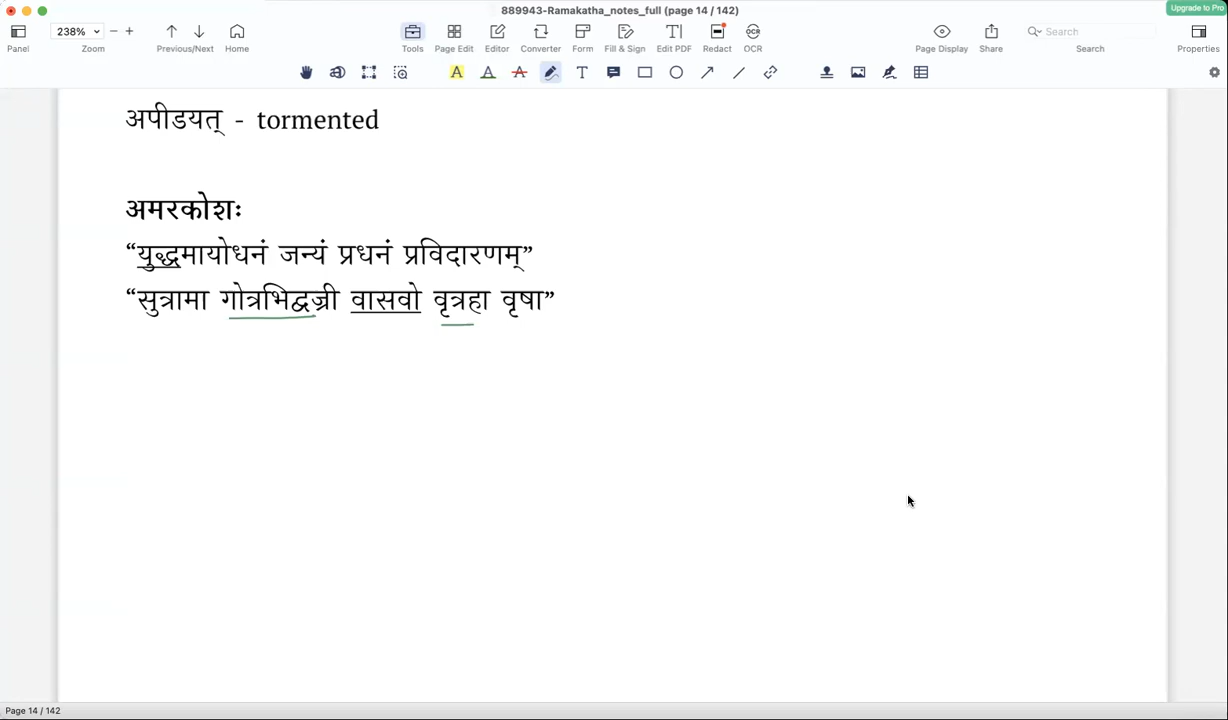 889943-Ramakatha_notes_full (page 14 / 142)
Upgrade to Pro
238%
Search
Panel Zoom Previous/Next Home Tools Page Edit Editor Converter Form Fill & Sign Edit PDF Redact OCR Page Display Share Search Properties
अपीडयत् - tormented
अमरकोशः
“युद्धमायोधनं जन्यं प्रधनं प्रविदारणम्”
“सुत्रामा गोत्रभिद्वज्री वासवो वृत्रहा वृषा”
Page 14 / 142